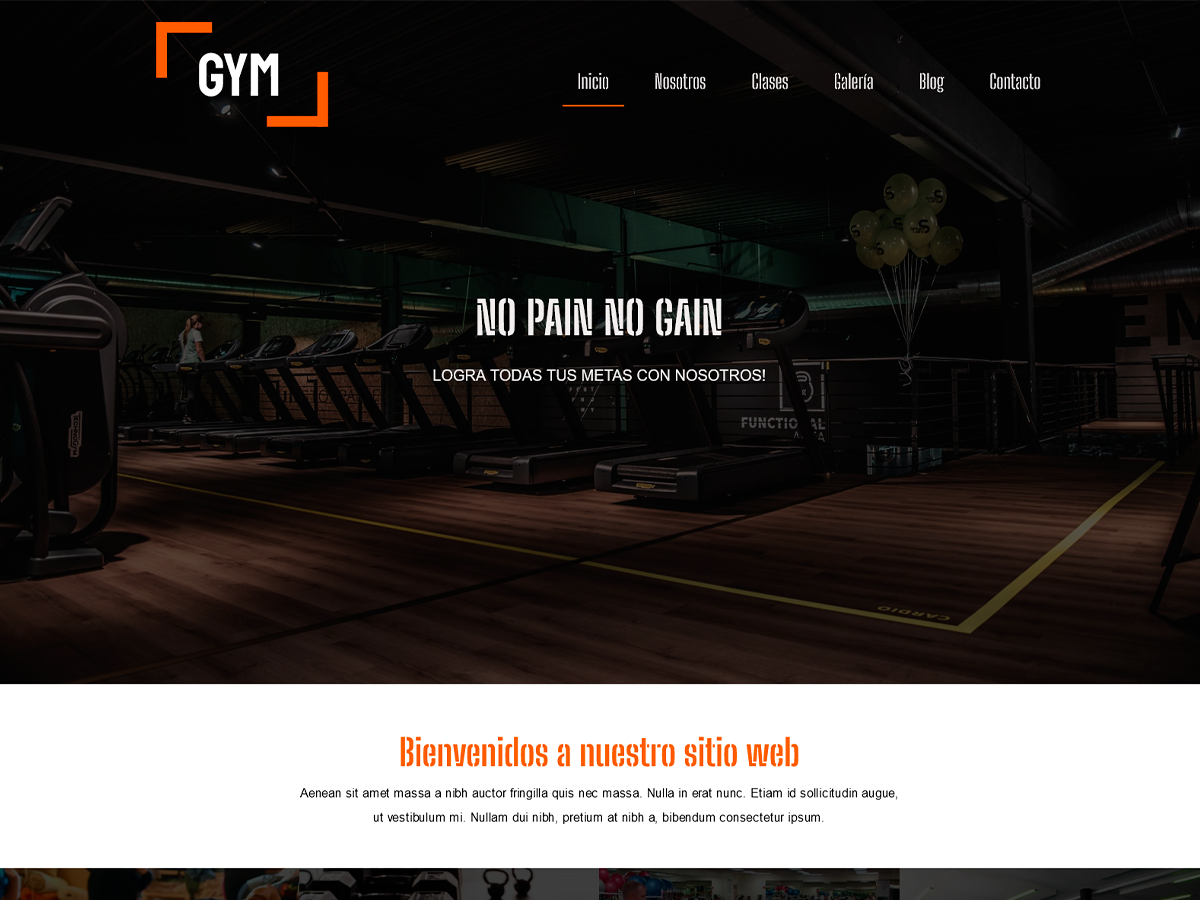 GYM
Inicio
Nosotros
Clases
Galería
Blog
Contacto
NO PAIN NO GAIN
LOGRA TODAS TUS METAS CON NOSOTROS!
FUNCTIONAL
CARDIO
Bienvenidos a nuestro sitio web
Aenean sit amet massa a nibh auctor fringilla quis nec massa. Nulla in erat nunc. Etiam id sollicitudin augue,
ut vestibulum mi. Nullam dui nibh, pretium at nibh a, bibendum consectetur ipsum.